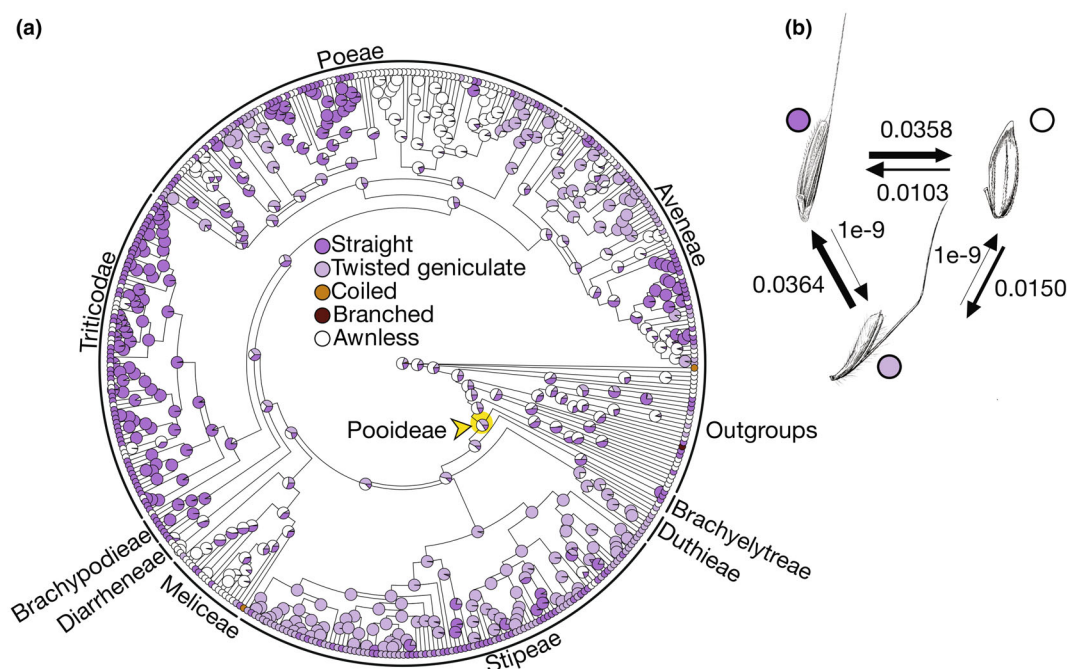 (a)
(b)
Poeae
Aveneae
Triticodae
Straight
Twisted geniculate
Coiled
Branched
Awnless
Pooideae
Outgroups
Brachyelytreae
Duthieae
Brachypodieae
Diarrheneae
Meliceae
Stipeae
0.0358
0.0103
1e-9
0.0364
1e-9
0.0150